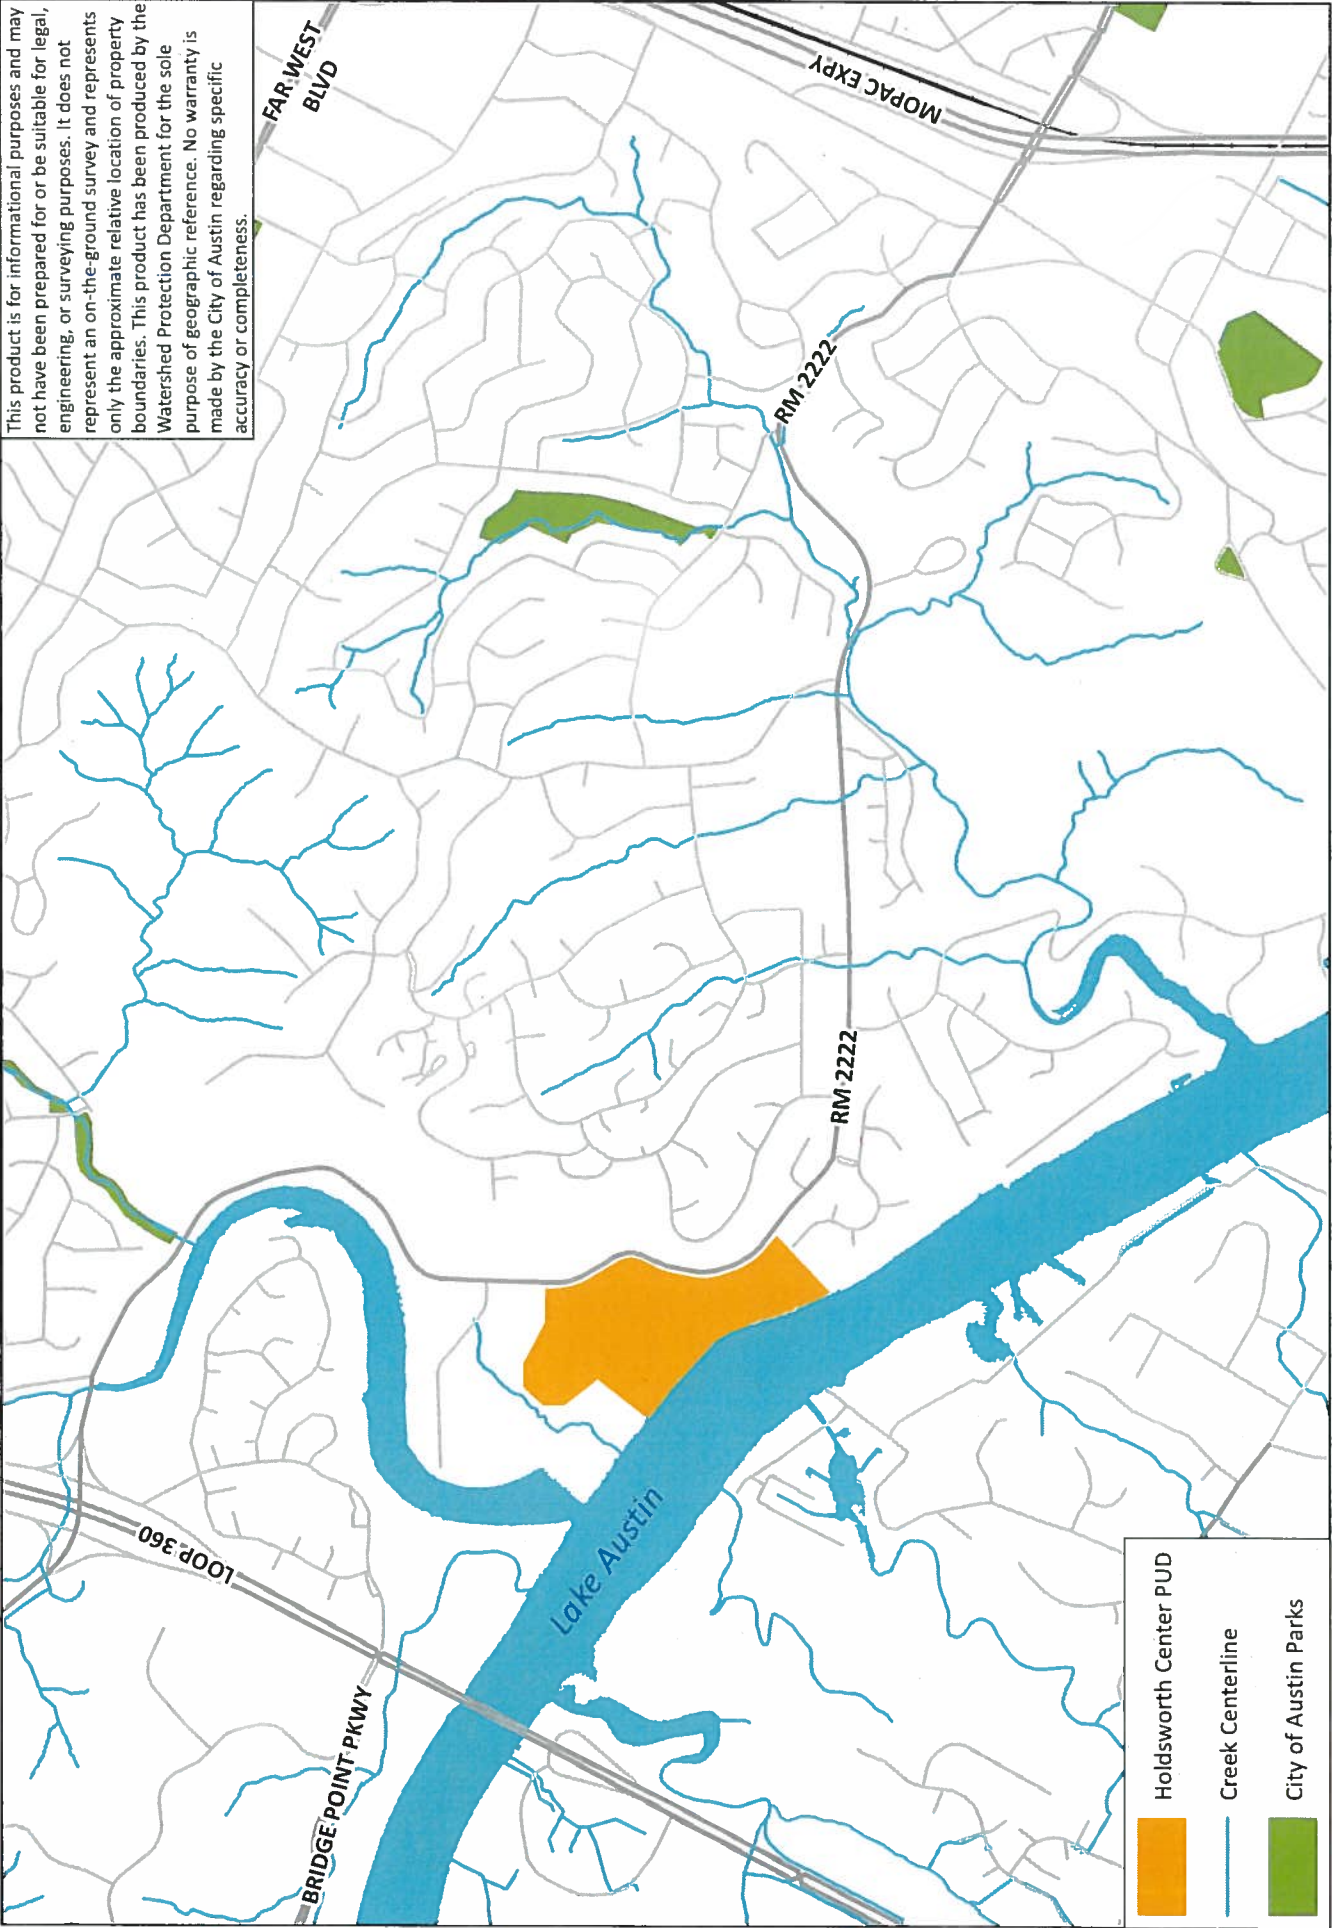 This product is for informational purposes and may
not have been prepared for or be suitable for legal,
engineering, or surveying purposes. It does not
represent an on-the-ground survey and represents
only the approximate relative location of property
boundaries. This product has been produced by the
Watershed Protection Department for the sole
purpose of geographic reference. No warranty is
made by the City of Austin regarding specific
accuracy or completeness.
FAR WEST
BLVD
MOPAC EXPY
RM 2222
RM 2222
LOOP 360
Lake Austin
BRIDGE POINT PKWY
Holdsworth Center PUD
Creek Centerline
City of Austin Parks